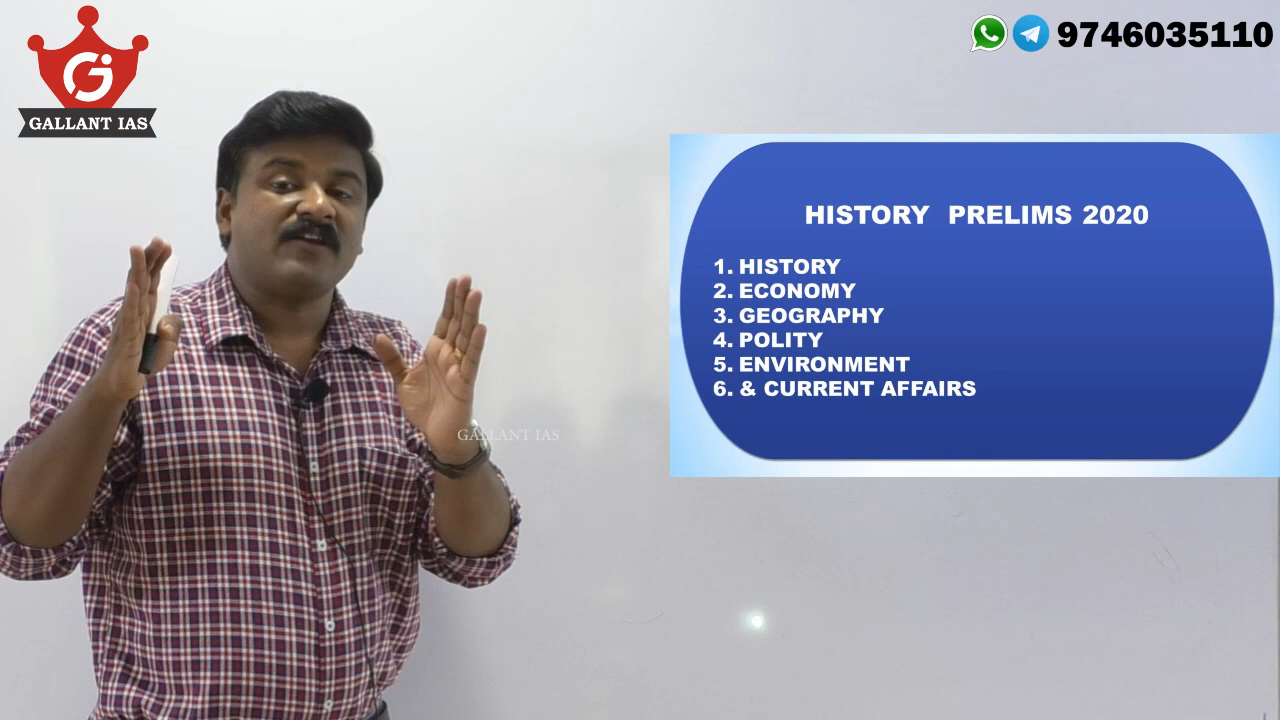 GALLANT IAS
9746035110
HISTORY PRELIMS 2020
1. HISTORY
2. ECONOMY
3. GEOGRAPHY
4. POLITY
5. ENVIRONMENT
6. & CURRENT AFFAIRS
GALLANT IAS